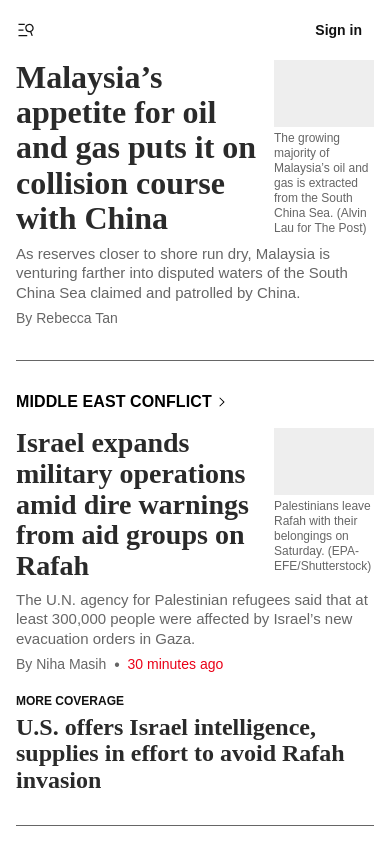 Sign in
Malaysia’s
appetite for oil
and gas puts it on
collision course
with China
The growing
majority of
Malaysia’s oil and
gas is extracted
from the South
China Sea. (Alvin
Lau for The Post)
As reserves closer to shore run dry, Malaysia is
venturing farther into disputed waters of the South
China Sea claimed and patrolled by China.
By Rebecca Tan
MIDDLE EAST CONFLICT
Israel expands
military operations
amid dire warnings
from aid groups on
Rafah
Palestinians leave
Rafah with their
belongings on
Saturday. (EPA-
EFE/Shutterstock)
The U.N. agency for Palestinian refugees said that at
least 300,000 people were affected by Israel’s new
evacuation orders in Gaza.
By Niha Masih • 30 minutes ago
MORE COVERAGE
U.S. offers Israel intelligence,
supplies in effort to avoid Rafah
invasion